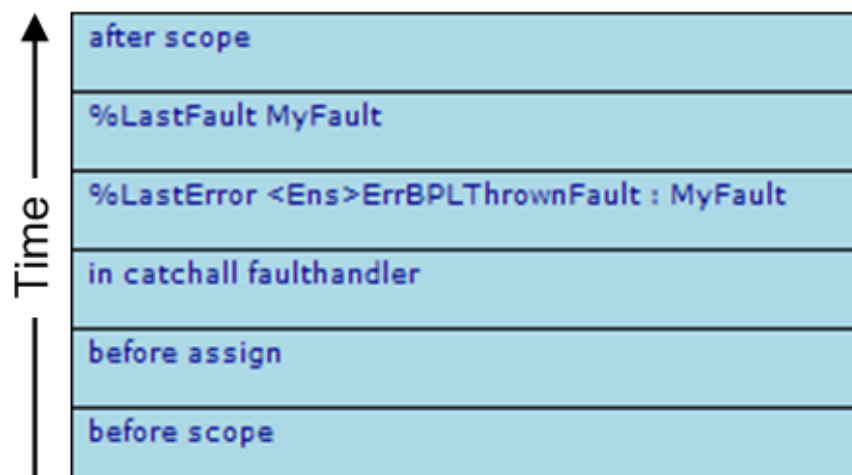 Time
after scope
%LastFault MyFault
%LastError <Ens>ErrBPLThrownFault : MyFault
in catchall faulthandler
before assign
before scope